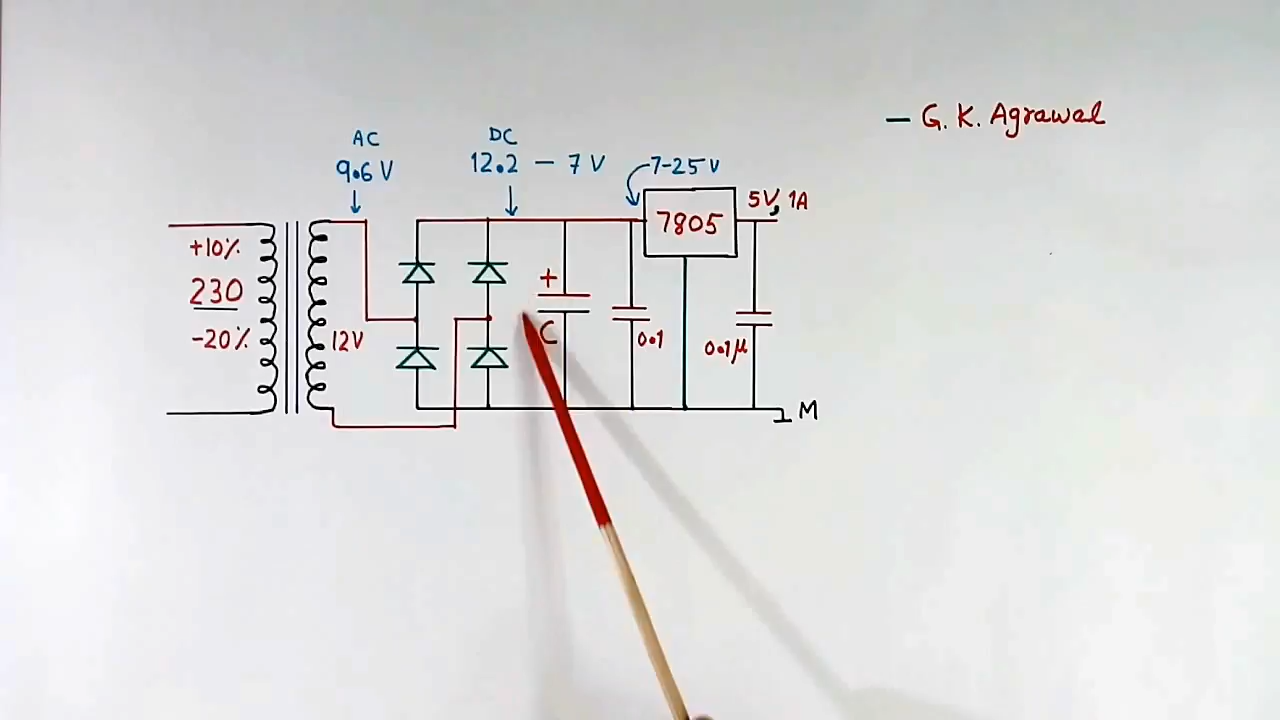 — G. K. Agrawal
AC
9.6 V
DC
12.2 — 7 V
7-25 V
+10%
230
-20%
12V
+
C
0.1
7805
5V, 1A
0.1µ
M